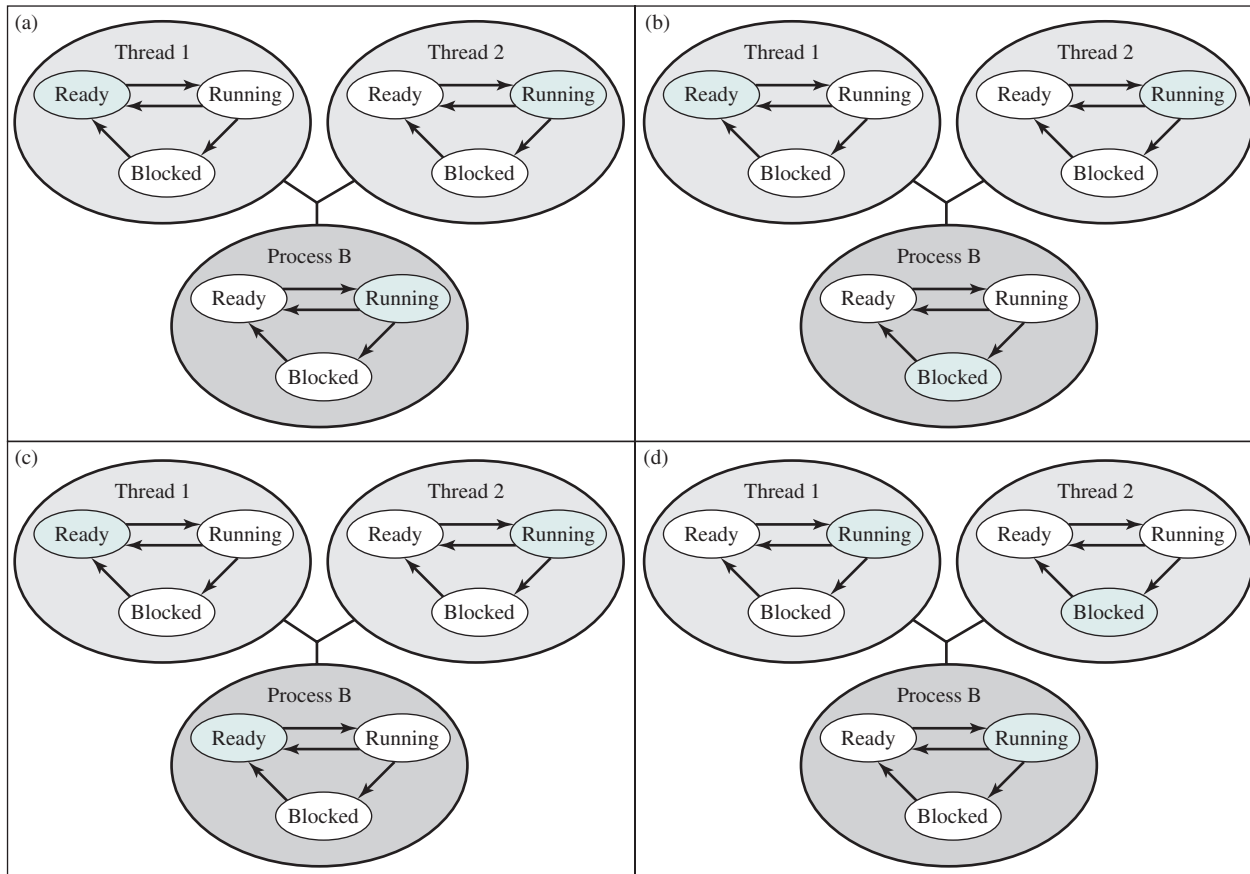 (a)
Thread 1
Ready
Running
Blocked
Thread 2
Ready
Running
Blocked
Process B
Ready
Running
Blocked
(b)
Thread 1
Ready
Running
Blocked
Thread 2
Ready
Running
Blocked
Process B
Ready
Running
Blocked
(c)
Thread 1
Ready
Running
Blocked
Thread 2
Ready
Running
Blocked
Process B
Ready
Running
Blocked
(d)
Thread 1
Ready
Running
Blocked
Thread 2
Ready
Running
Blocked
Process B
Ready
Running
Blocked